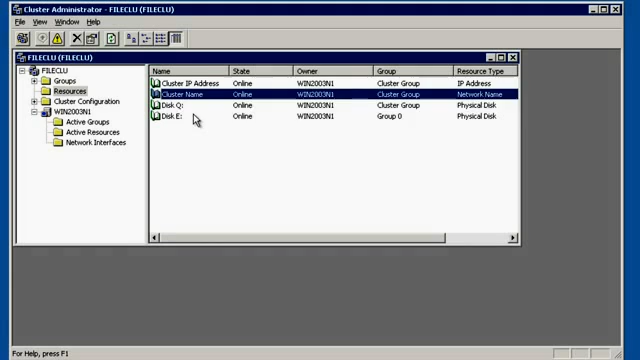 Cluster Administrator - FILECLU (FILECLU)
File View Window Help
FILECLU (FILECLU)
FILECLU
Groups
Resources
Cluster Configuration
WIN2003N1
Active Groups
Active Resources
Network Interfaces
Name State Owner Group Resource Type
Cluster IP Address Online WIN2003N1 Cluster Group IP Address
Cluster Name Online WIN2003N1 Cluster Group Network Name
Disk Q: Online WIN2003N1 Cluster Group Physical Disk
Disk E: Online WIN2003N1 Group 0 Physical Disk
For Help, press F1